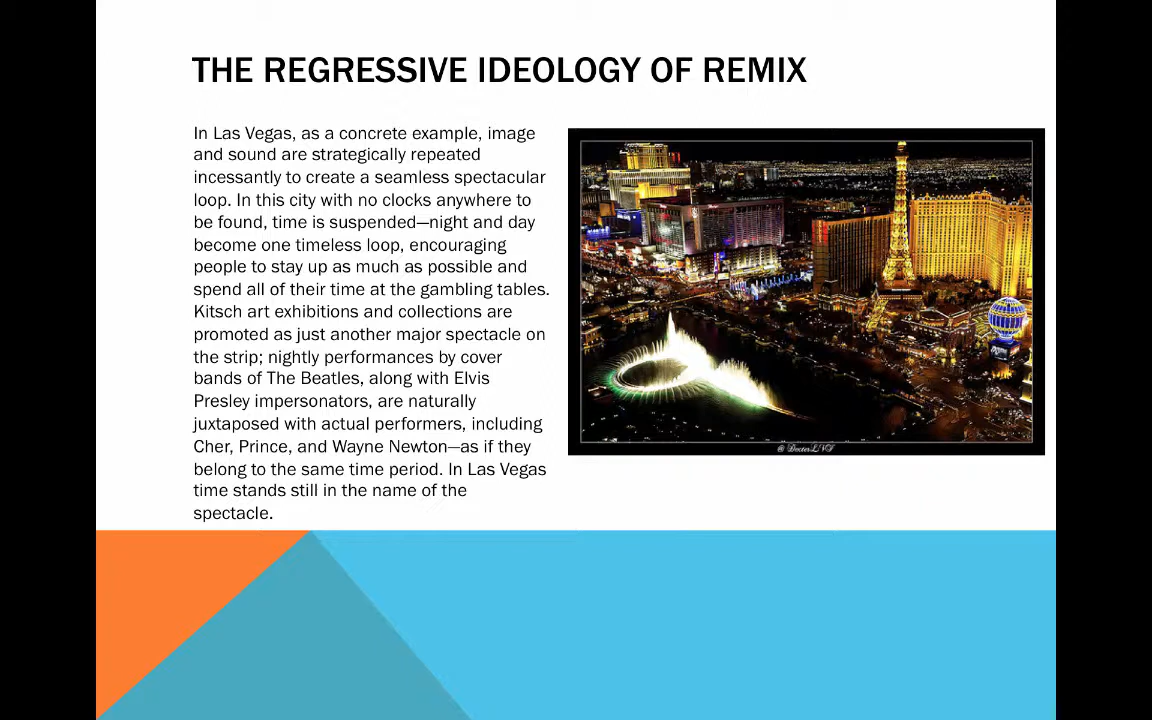 THE REGRESSIVE IDEOLOGY OF REMIX
In Las Vegas, as a concrete example, image
and sound are strategically repeated
incessantly to create a seamless spectacular
loop. In this city with no clocks anywhere to
be found, time is suspended—night and day
become one timeless loop, encouraging
people to stay up as much as possible and
spend all of their time at the gambling tables.
Kitsch art exhibitions and collections are
promoted as just another major spectacle on
the strip; nightly performances by cover
bands of The Beatles, along with Elvis
Presley impersonators, are naturally
juxtaposed with actual performers, including
Cher, Prince, and Wayne Newton—as if they
belong to the same time period. In Las Vegas
time stands still in the name of the
spectacle.